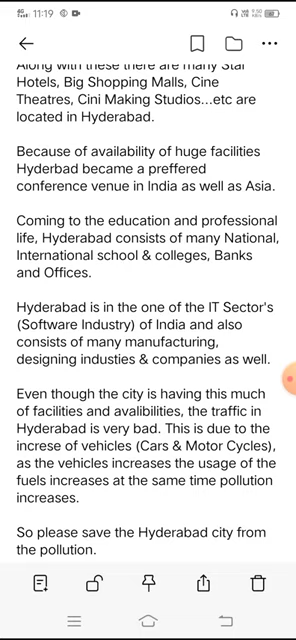 4G 11:19 9:50 KB/s
Along with these there are many Star
Hotels, Big Shopping Malls, Cine
Theatres, Cini Making Studios...etc are
located in Hyderabad.
Because of availability of huge facilities
Hyderbad became a preffered
conference venue in India as well as Asia.
Coming to the education and professional
life, Hyderabad consists of many National,
International school & colleges, Banks
and Offices.
Hyderabad is in the one of the IT Sector's
(Software Industry) of India and also
consists of many manufacturing,
designing industies & companies as well.
Even though the city is having this much
of facilities and avalibilities, the traffic in
Hyderabad is very bad. This is due to the
increse of vehicles (Cars & Motor Cycles),
as the vehicles increases the usage of the
fuels increases at the same time pollution
increases.
So please save the Hyderabad city from
the pollution.